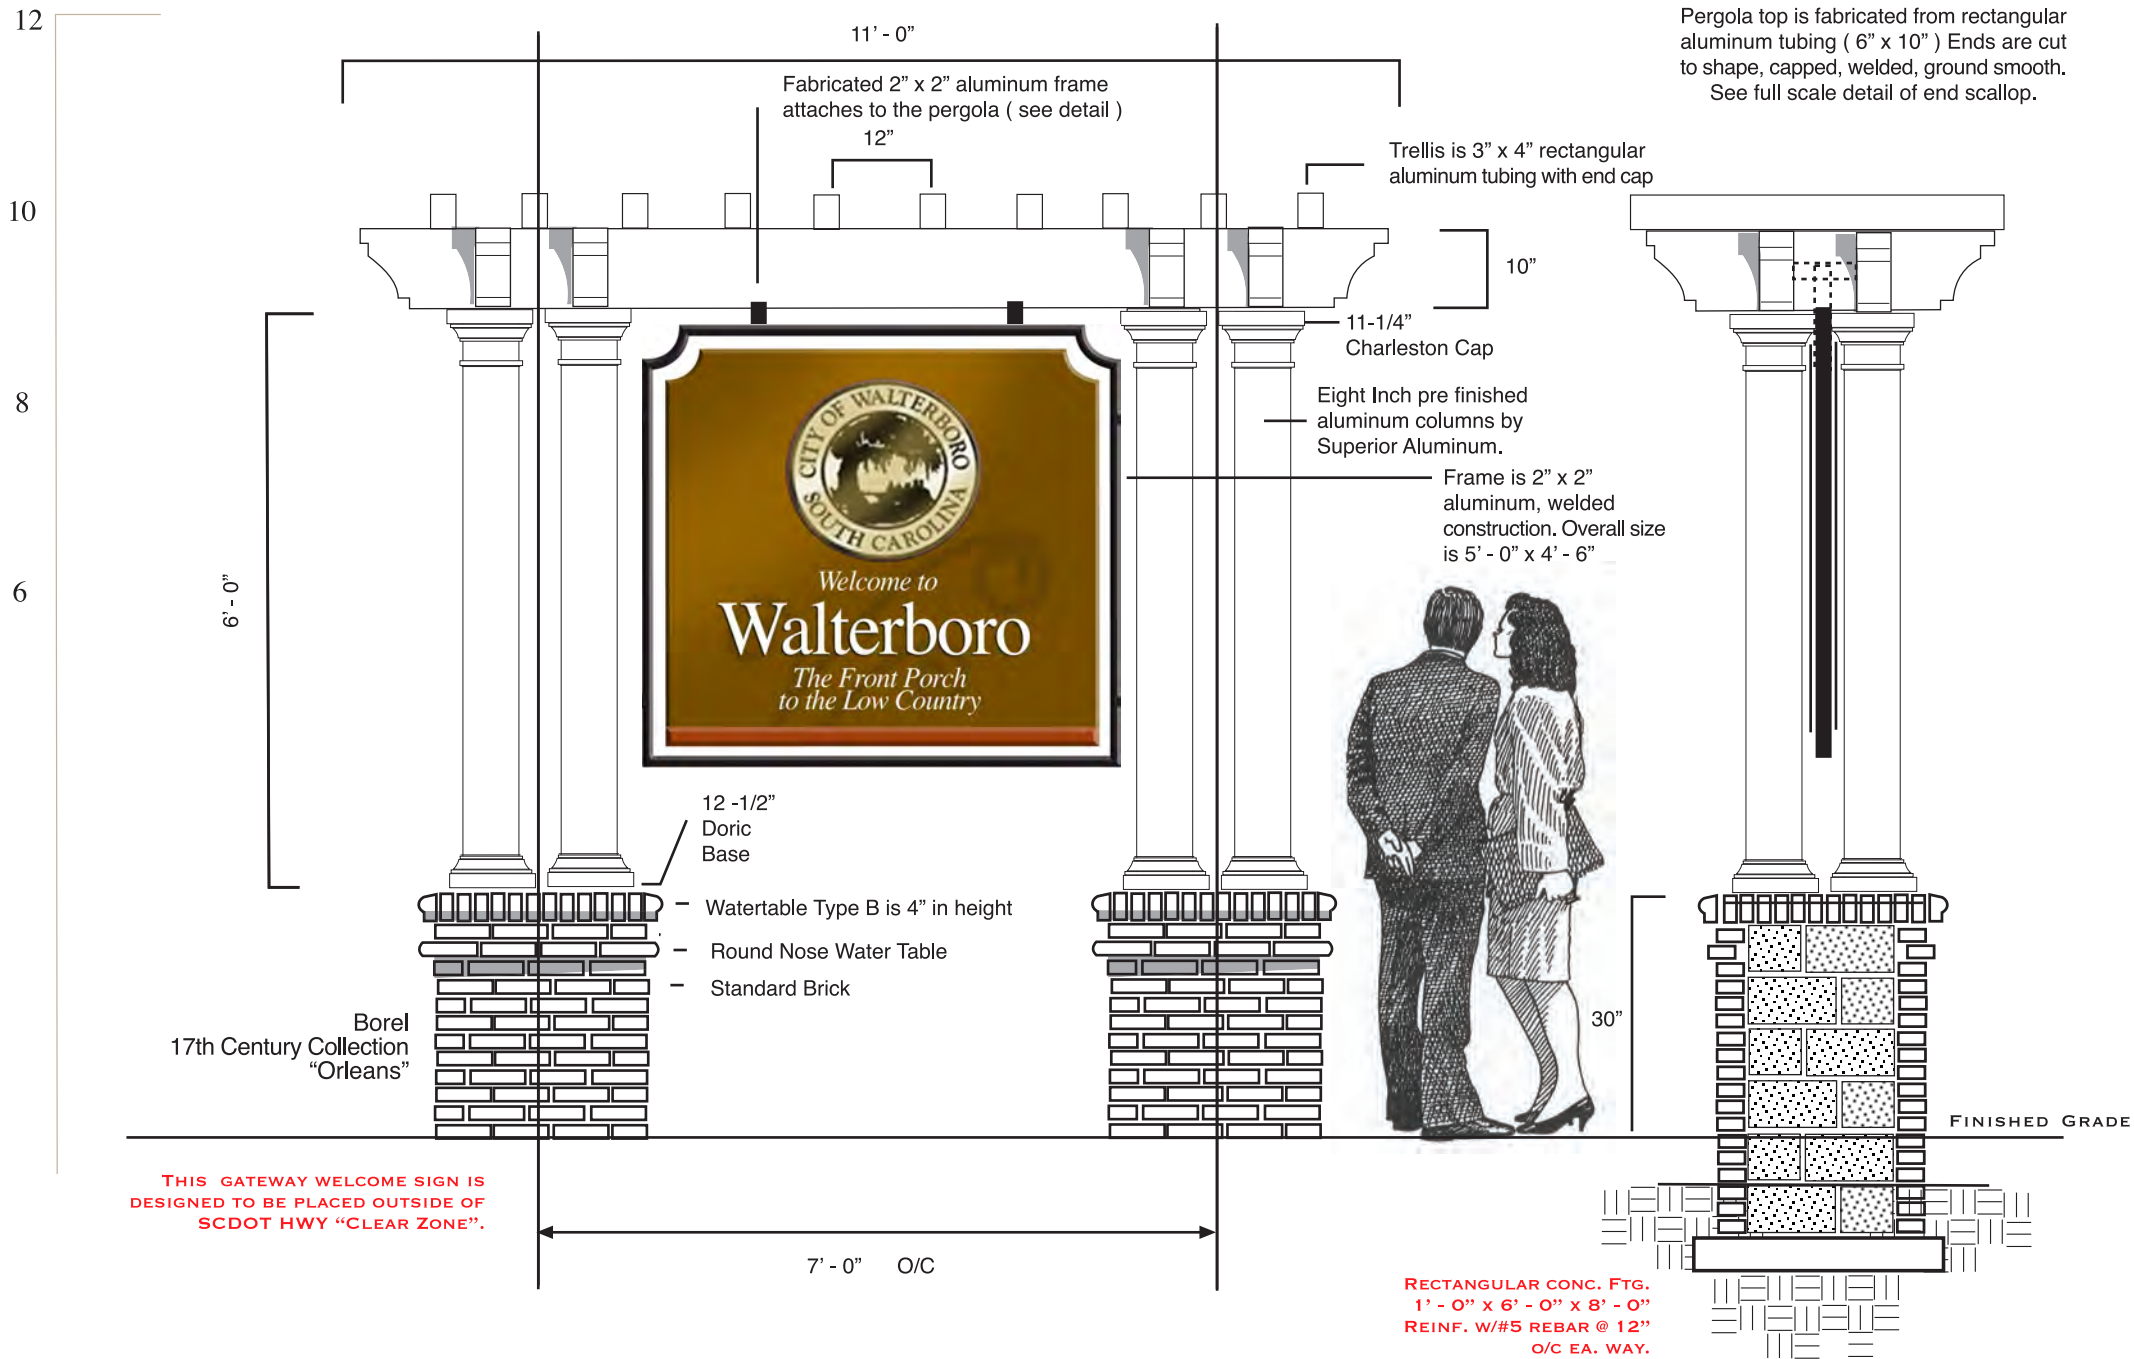 12
10
8
6
11’ - 0”
Fabricated 2” x 2” aluminum frame
attaches to the pergola ( see detail )
12”
Pergola top is fabricated from rectangular
aluminum tubing ( 6” x 10” ) Ends are cut
to shape, capped, welded, ground smooth.
See full scale detail of end scallop.
Trellis is 3” x 4” rectangular
aluminum tubing with end cap
10”
11-1/4”
Charleston Cap
Eight Inch pre finished
aluminum columns by
Superior Aluminum.
Frame is 2” x 2”
aluminum, welded
construction. Overall size
is 5’ - 0” x 4’ - 6”
6’ - 0”
CITY OF WALTERBORO
SOUTH CAROLINA
Welcome to
Walterboro
The Front Porch
to the Low Country
12 -1/2”
Doric
Base
Watertable Type B is 4” in height
Round Nose Water Table
Standard Brick
Borel
17th Century Collection
“Orleans”
30”
FINISHED GRADE
THIS GATEWAY WELCOME SIGN IS
DESIGNED TO BE PLACED OUTSIDE OF
SCDOT HWY “CLEAR ZONE”.
7’ - 0” O/C
RECTANGULAR CONC. FTG.
1’ - 0” X 6’ - 0” X 8’ - 0”
REINF. W/#5 REBAR @ 12”
O/C EA. WAY.